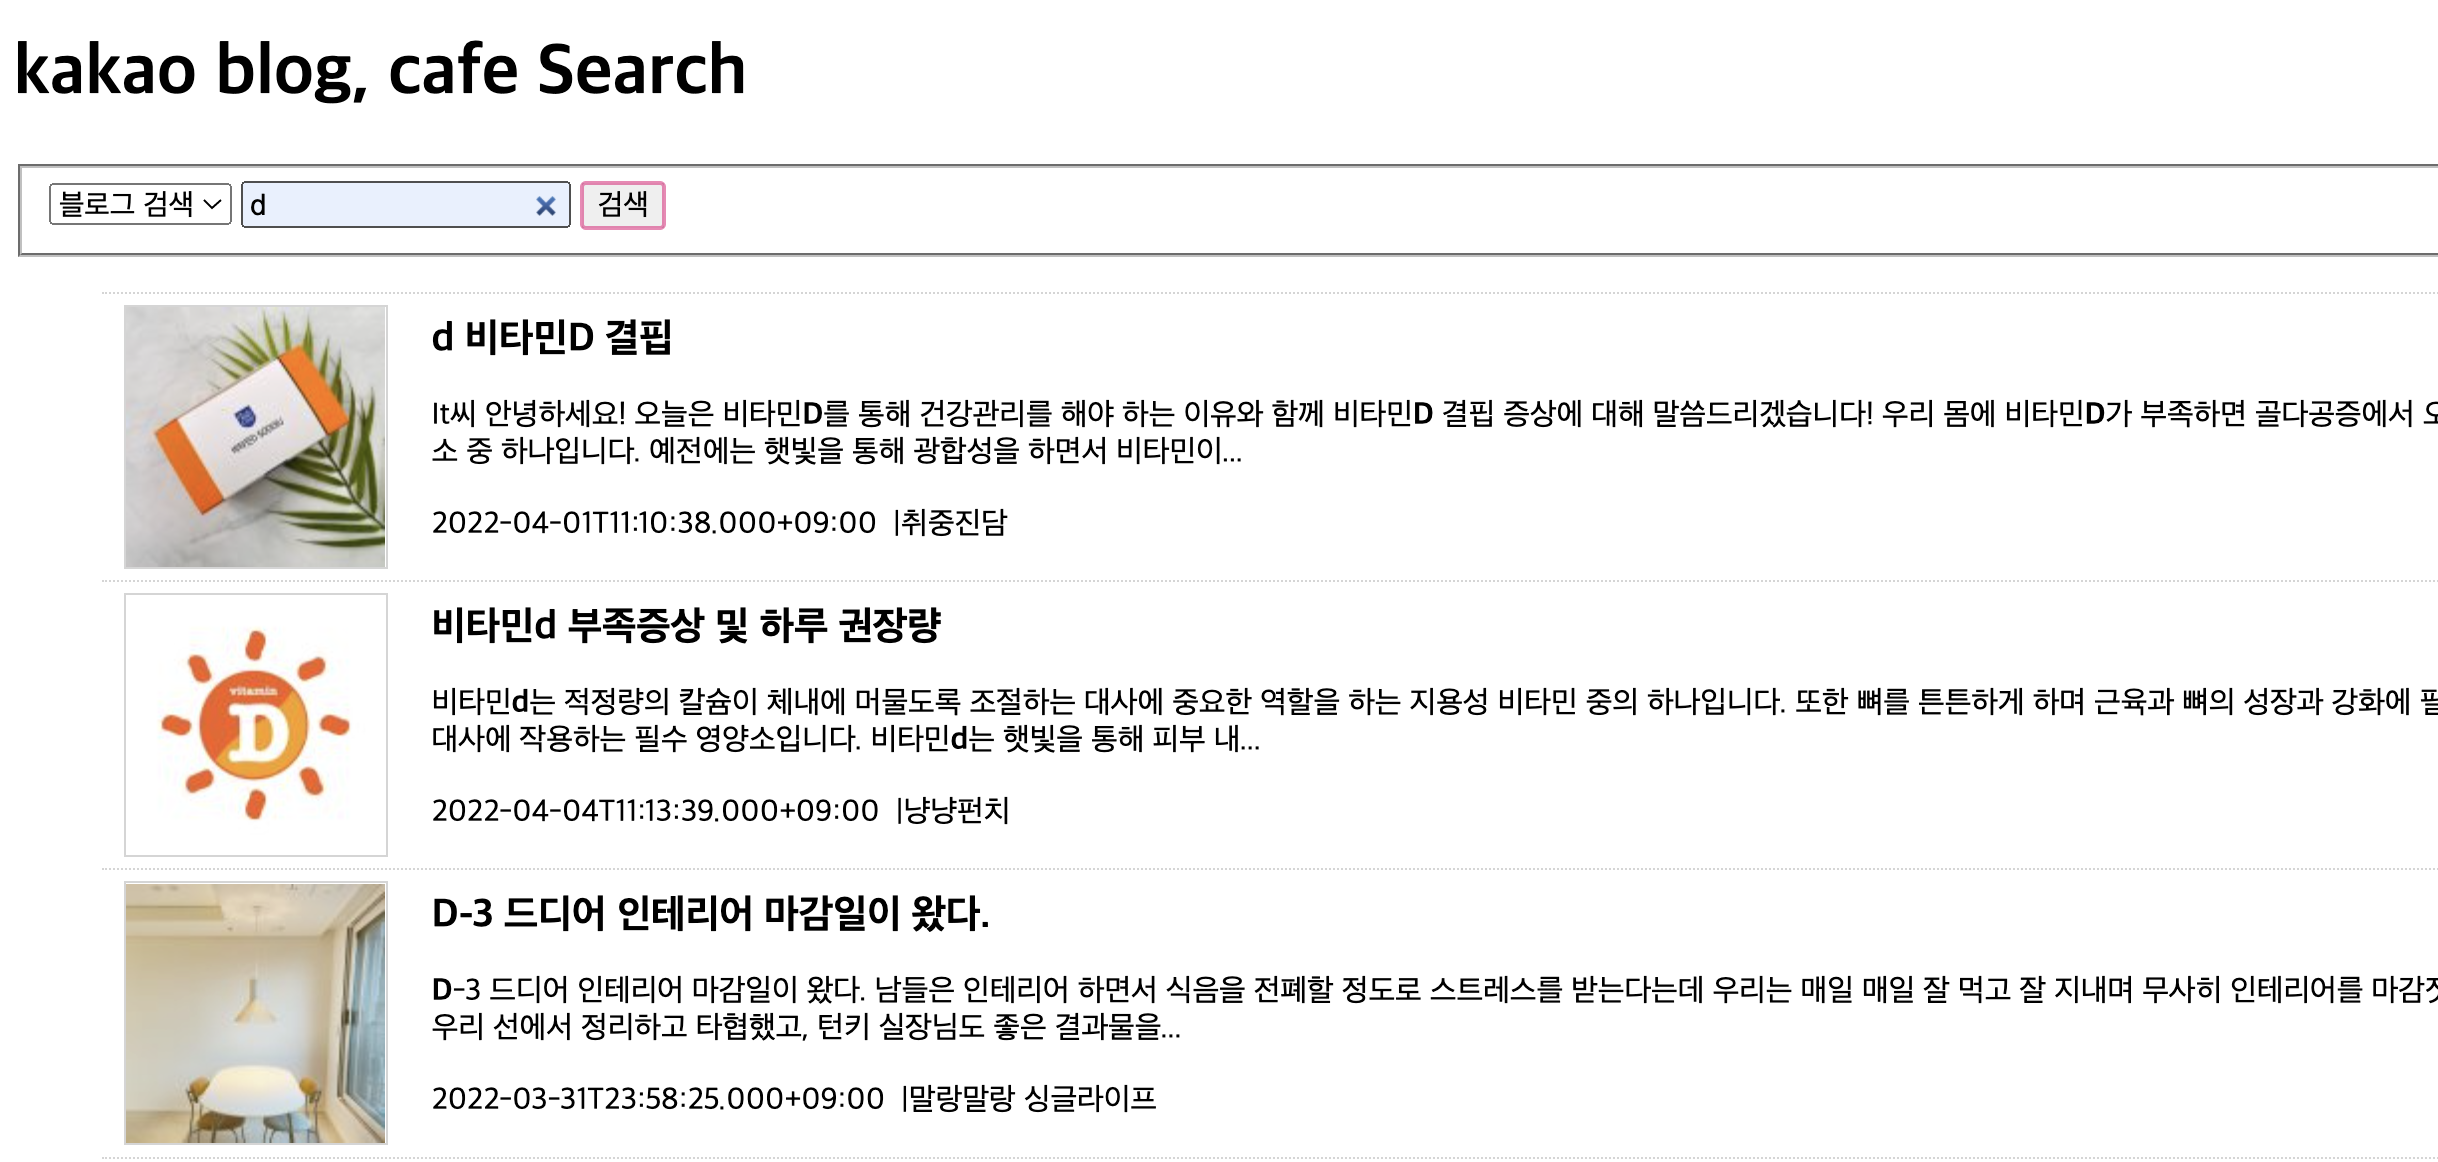 kakao blog, cafe Search
블로그 검색 d 검색
d 비타민D 결핍
It씨 안녕하세요! 오늘은 비타민D를 통해 건강관리를 해야 하는 이유와 함께 비타민D 결핍 증상에 대해 말씀드리겠습니다! 우리 몸에 비타민D가 부족하면 골다공증에서
소 중 하나입니다. 예전에는 햇빛을 통해 광합성을 하면서 비타민이...
2022-04-01T11:10:38.000+09:00 |취중진담
vitamin
D
비타민d 부족증상 및 하루 권장량
비타민d는 적정량의 칼슘이 체내에 머물도록 조절하는 대사에 중요한 역할을 하는 지용성 비타민 중의 하나입니다. 또한 뼈를 튼튼하게 하며 근육과 뼈의 성장과 강화에
대사에 작용하는 필수 영양소입니다. 비타민d는 햇빛을 통해 피부 내...
2022-04-04T11:13:39.000+09:00 |냥냥펀치
D-3 드디어 인테리어 마감일이 왔다.
D-3 드디어 인테리어 마감일이 왔다. 남들은 인테리어 하면서 식음을 전폐할 정도로 스트레스를 받는다는데 우리는 매일 매일 잘 먹고 잘 지내며 무사히 인테리어를
우리 선에서 정리하고 타협했고, 턴키 실장님도 좋은 결과물을...
2022-03-31T23:58:25.000+09:00 |말랑말랑 싱글라이프